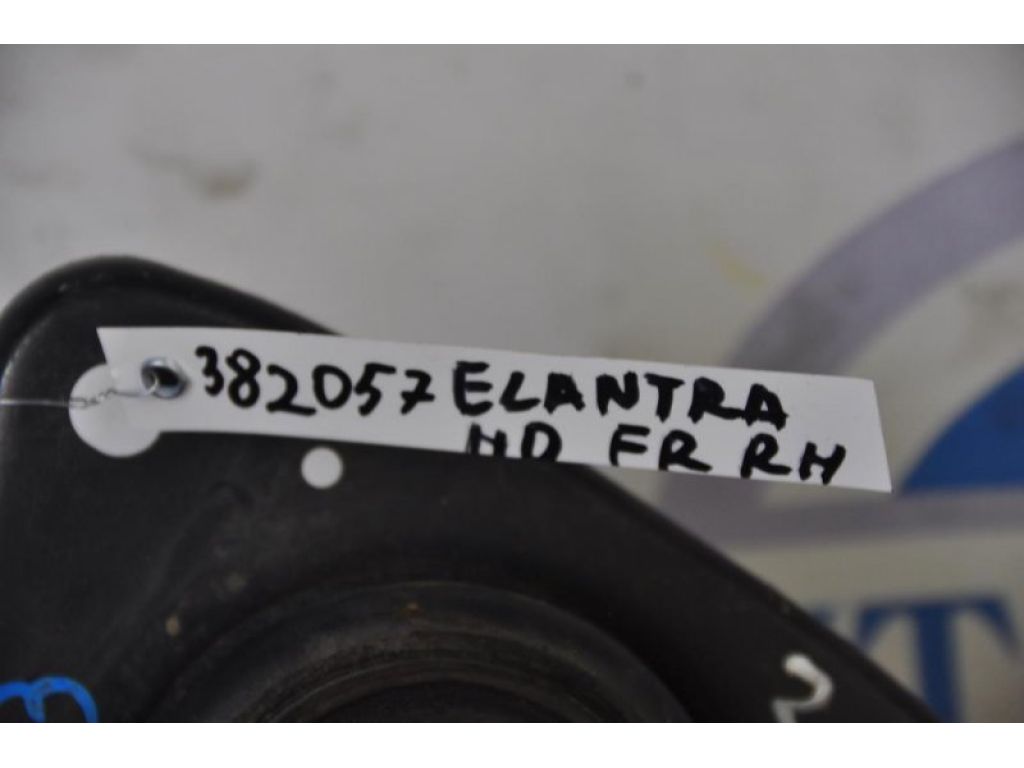 382057 ELANTRA
HD FR RH